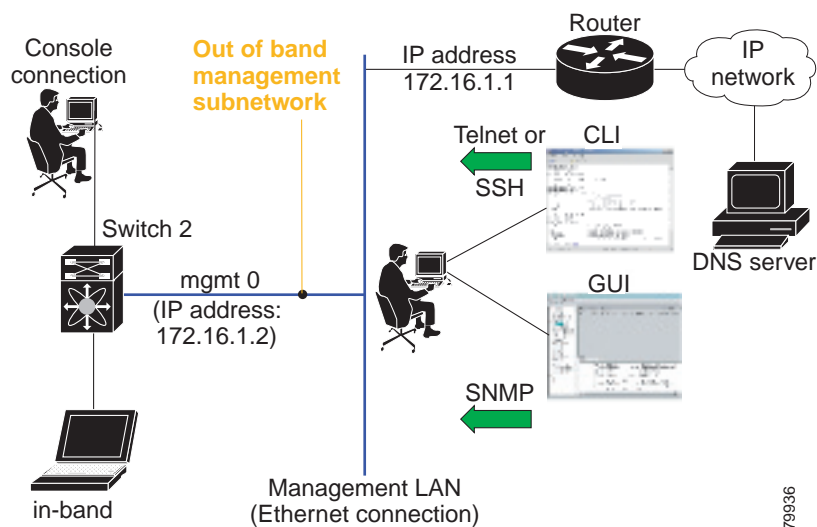 Console
connection
Out of band
management
subnetwork
IP address
172.16.1.1
Router
IP
network
Telnet or
SSH
CLI
DNS server
Switch 2
mgmt 0
(IP address:
172.16.1.2)
GUI
SNMP
in-band
Management LAN
(Ethernet connection)
79936